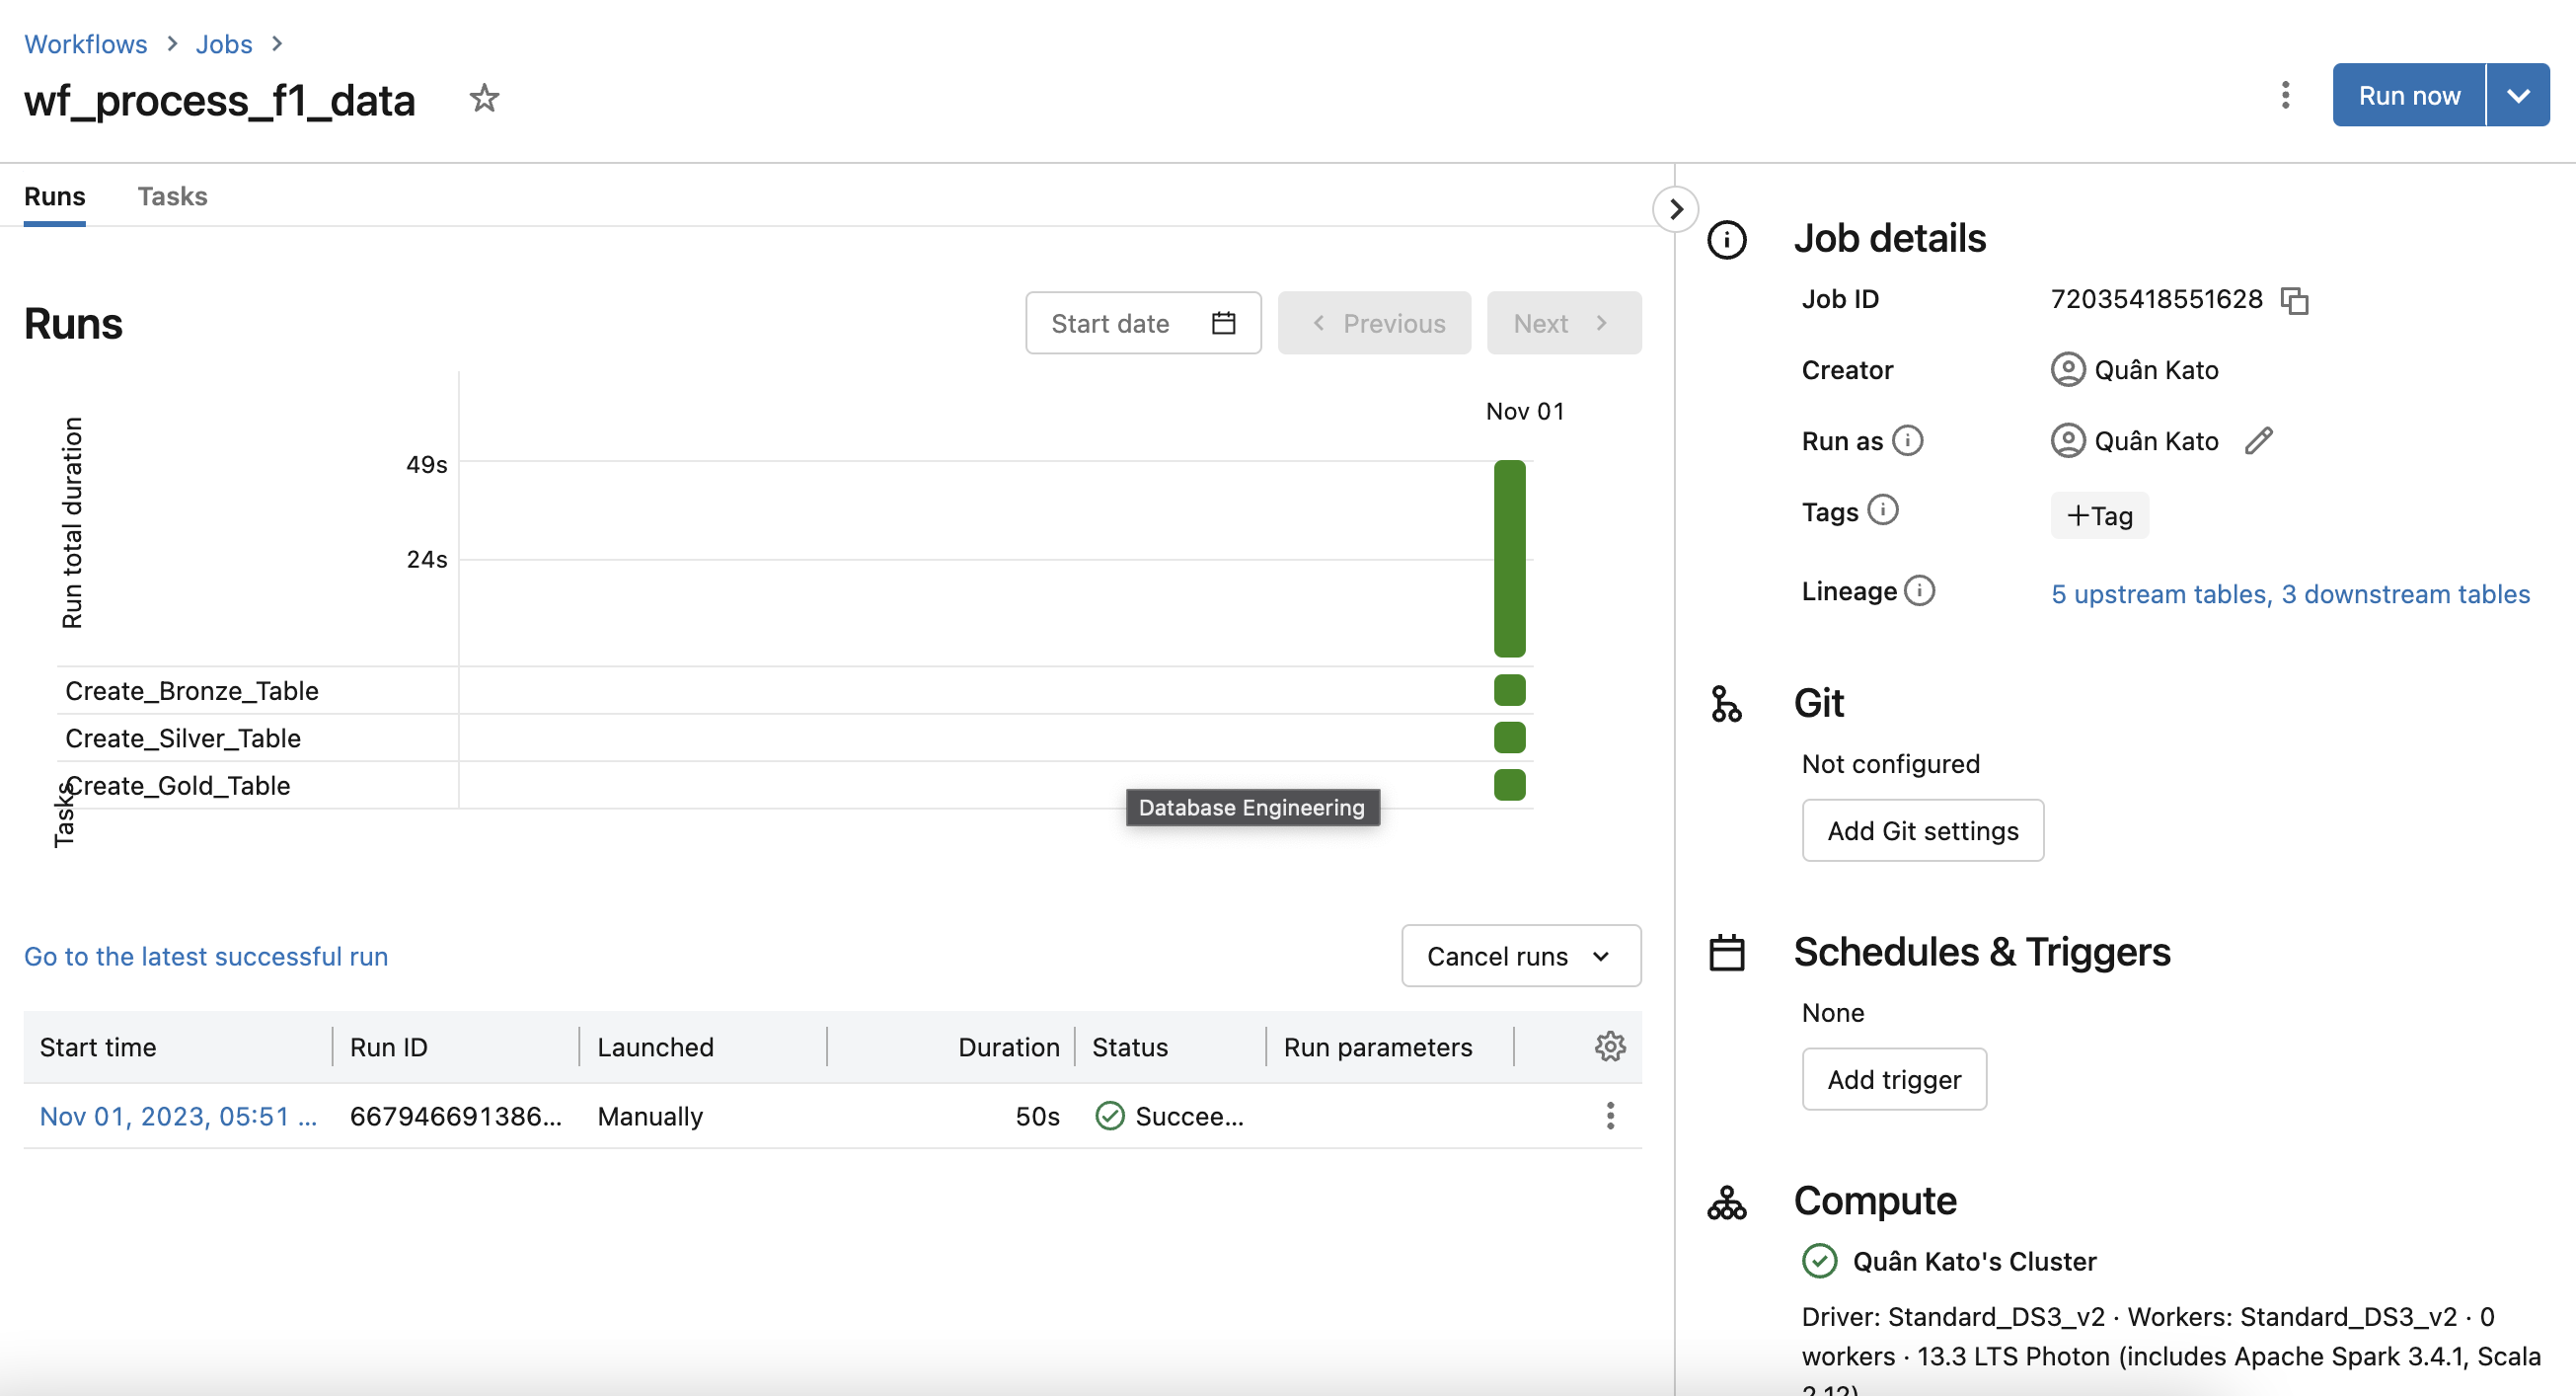 Workflows > Jobs >
wf_process_f1_data
Run now
Runs Tasks
Runs
Start date
Previous
Next
Nov 01
Run total duration
49s
24s
Create_Bronze_Table
Create_Silver_Table
Create_Gold_Table
Tasks
Database Engineering
Go to the latest successful run
Cancel runs
Start time Run ID Launched Duration Status Run parameters
Nov 01, 2023, 05:51 ... 667946691386... Manually 50s Succee...
Job details
Job ID 72035418551628
Creator Quân Kato
Run as Quân Kato
Tags +Tag
Lineage 5 upstream tables, 3 downstream tables
Git
Not configured
Add Git settings
Schedules & Triggers
None
Add trigger
Compute
Quân Kato's Cluster
Driver: Standard_DS3_v2 · Workers: Standard_DS3_v2 · 0
workers · 13.3 LTS Photon (includes Apache Spark 3.4.1, Scala
2.12)